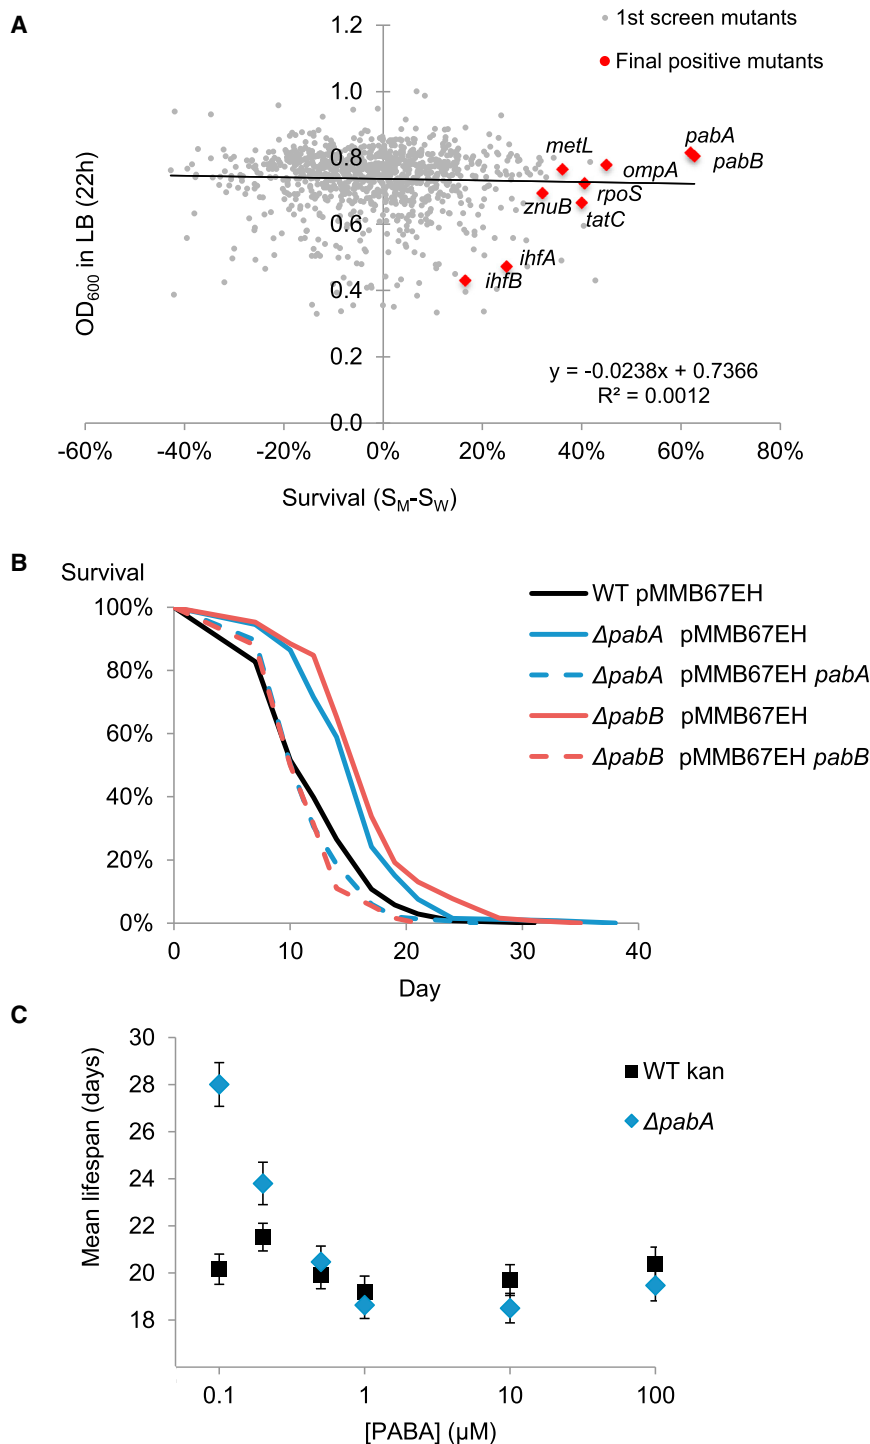 A
1.2
1st screen mutants
Final positive mutants
1.0
0.8
0.6
0.4
0.2
0.0
OD600 in LB (22h)
metL
pabA
pabB
ompA
rpoS
znuB
tatC
ihfA
ihfB
y = -0.0238x + 0.7366
R² = 0.0012
-60% -40% -20% 0% 20% 40% 60% 80%
Survival (SM-SW)
B
Survival
100%
80%
60%
40%
20%
0%
WT pMMB67EH
ΔpabA pMMB67EH
ΔpabA pMMB67EH pabA
ΔpabB pMMB67EH
ΔpabB pMMB67EH pabB
0 10 20 30 40
Day
C
30
28
26
24
22
20
18
Mean lifespan (days)
WT kan
ΔpabA
0.1 1 10 100
[PABA] (µM)